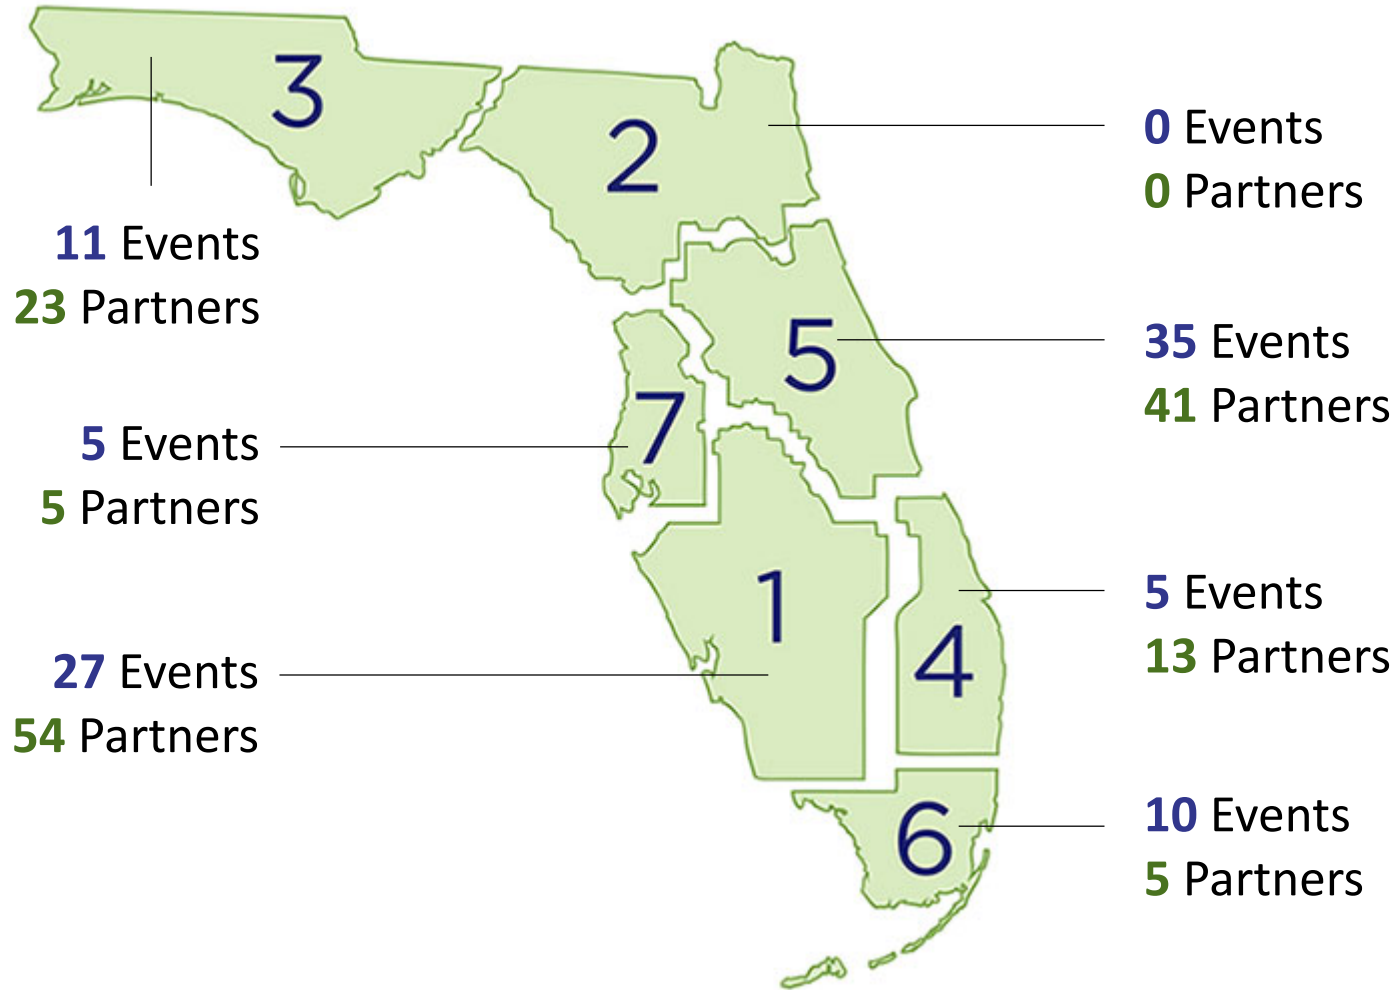 3
2
0 Events
0 Partners
11 Events
23 Partners
5
35 Events
41 Partners
7
5 Events
5 Partners
1
27 Events
54 Partners
4
5 Events
13 Partners
6
10 Events
5 Partners